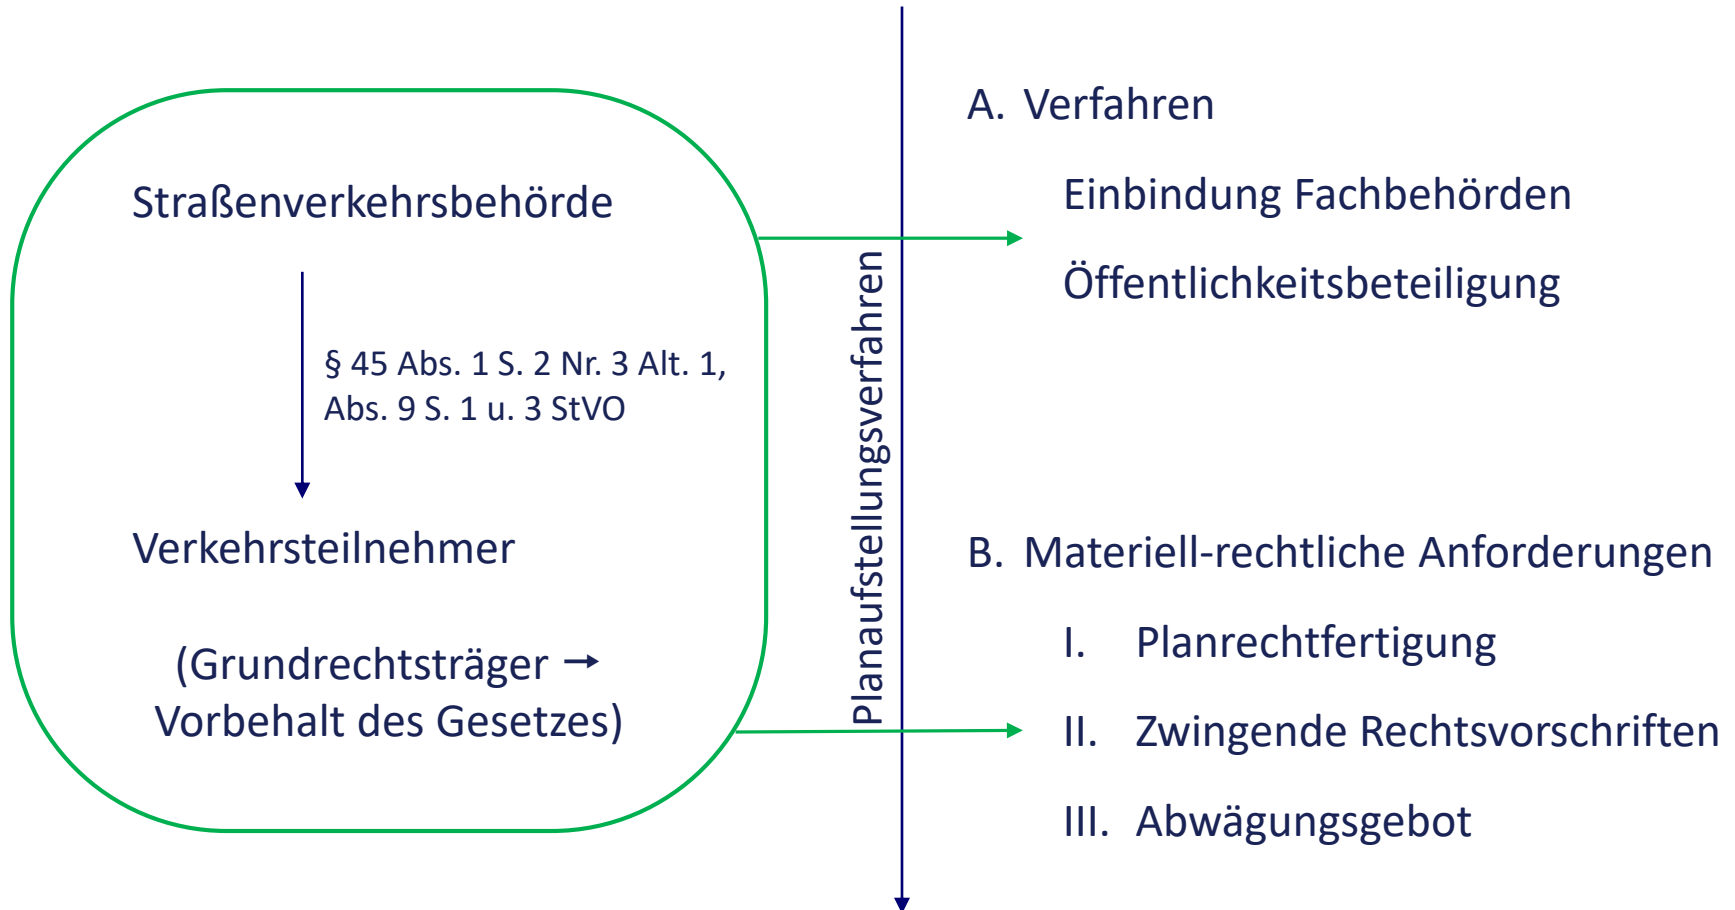 Straßenverkehrsbehörde
§ 45 Abs. 1 S. 2 Nr. 3 Alt. 1,
Abs. 9 S. 1 u. 3 StVO
Verkehrsteilnehmer
(Grundrechtsträger →
Vorbehalt des Gesetzes)
Planaufstellungsverfahren
A. Verfahren
Einbindung Fachbehörden
Öffentlichkeitsbeteiligung
B. Materiell-rechtliche Anforderungen
I. Planrechtfertigung
II. Zwingende Rechtsvorschriften
III. Abwägungsgebot